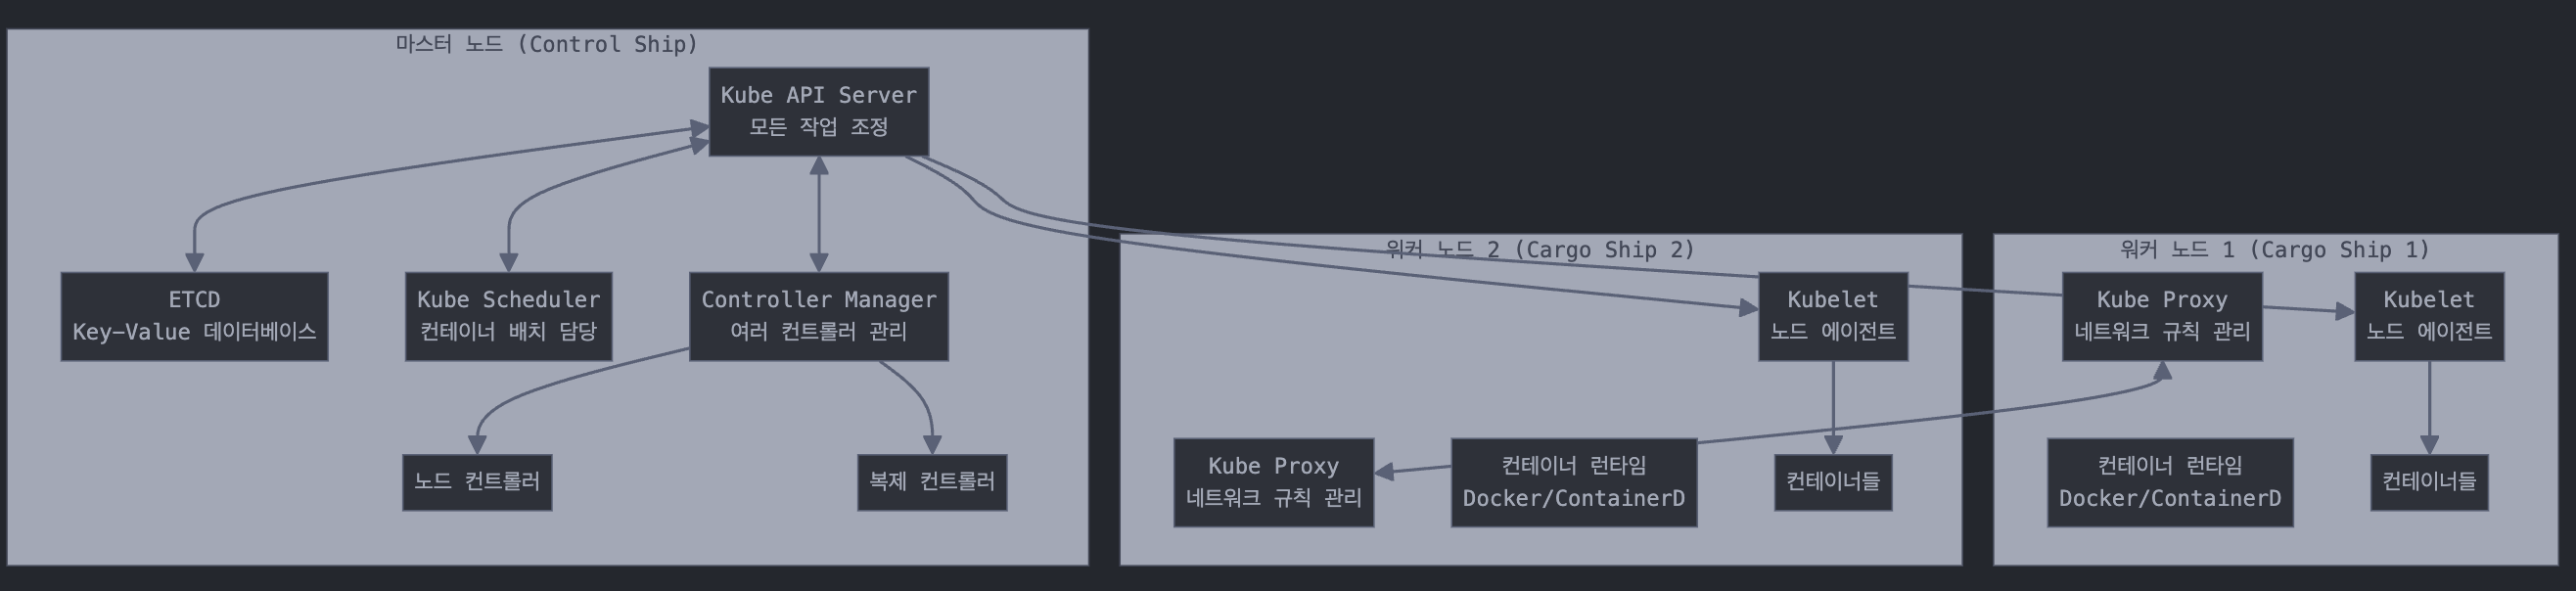 마스터 노드 (Control Ship)
Kube API Server
모든 작업 조정
ETCD
Key-Value 데이터베이스
Kube Scheduler
컨테이너 배치 담당
Controller Manager
여러 컨트롤러 관리
노드 컨트롤러
복제 컨트롤러
워커 노드 2 (Cargo Ship 2)
Kubelet
노드 에이전트
Kube Proxy
네트워크 규칙 관리
컨테이너 런타임
Docker/ContainerD
컨테이너들
워커 노드 1 (Cargo Ship 1)
Kube Proxy
네트워크 규칙 관리
Kubelet
노드 에이전트
컨테이너 런타임
Docker/ContainerD
컨테이너들